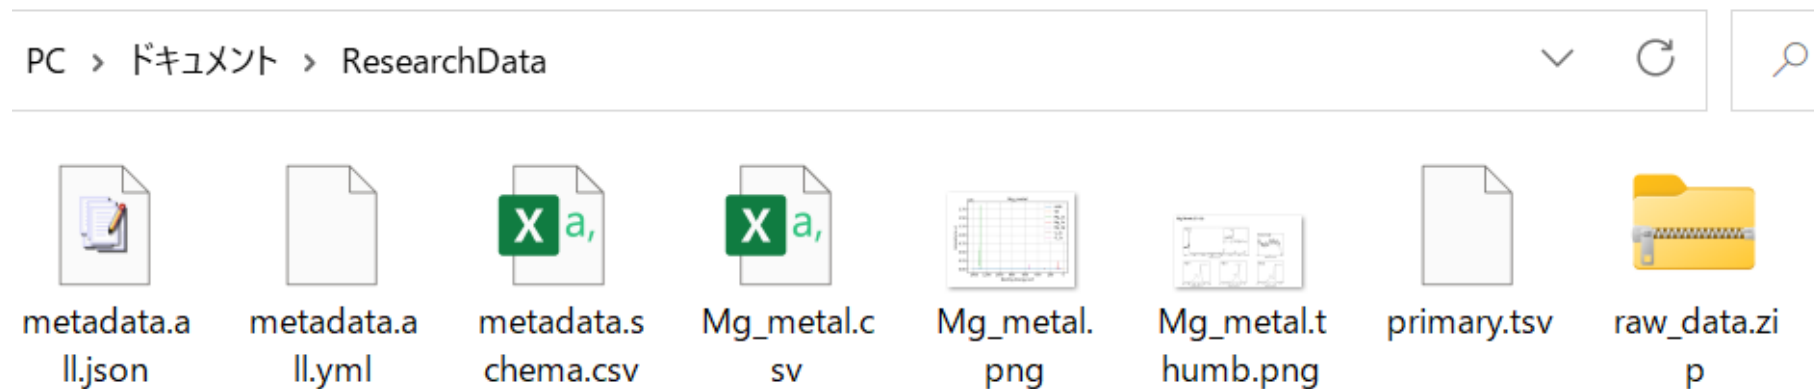 PC > ドキュメント > ResearchData
metadata.a
ll.json
metadata.a
ll.yml
X a,
metadata.s
chema.csv
X a,
Mg_metal.c
sv
Mg_metal.
png
Mg_metal.t
humb.png
primary.tsv
raw_data.zi
p